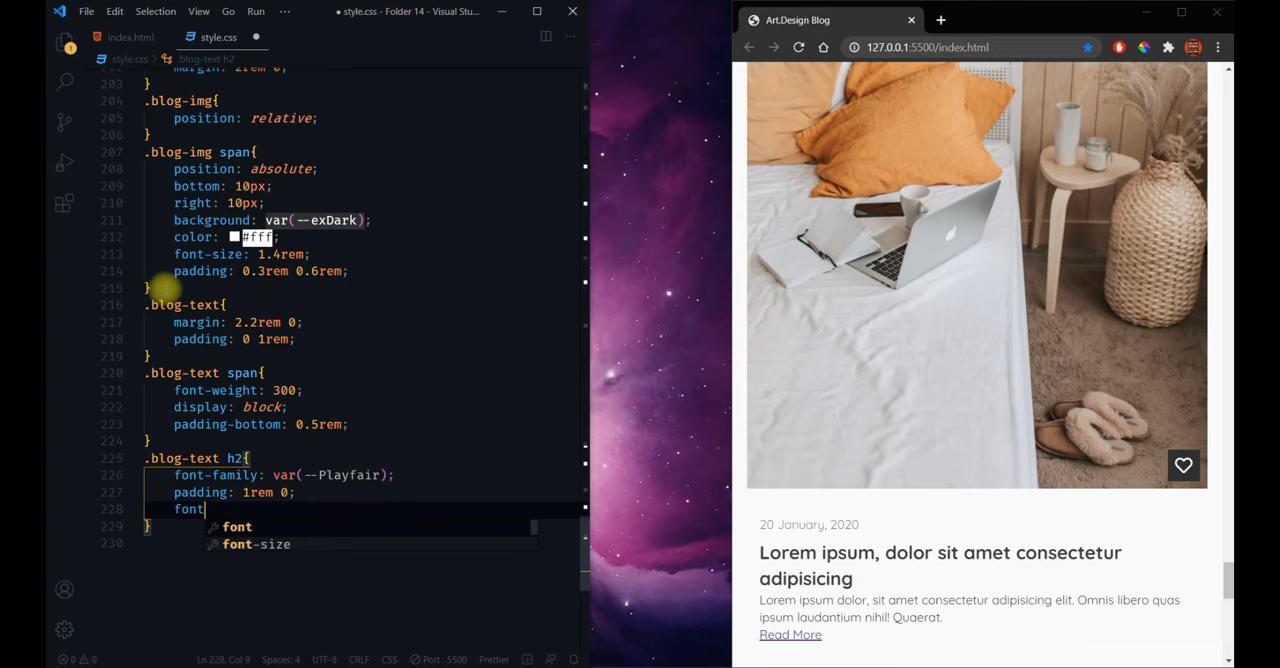 File Edit Selection View Go Run ··· • style.css - Folder 14 - Visual Stu...
index.html style.css
style.css > .blog-text h2
202 margin: 2rem 0;
203 }
204 .blog-img{
205 position: relative;
206 }
207 .blog-img span{
208 position: absolute;
209 bottom: 10px;
210 right: 10px;
211 background: var(--exDark);
212 color: #fff;
213 font-size: 1.4rem;
214 padding: 0.3rem 0.6rem;
215 }
216 .blog-text{
217 margin: 2.2rem 0;
218 padding: 0 1rem;
219 }
220 .blog-text span{
221 font-weight: 300;
222 display: block;
223 padding-bottom: 0.5rem;
224 }
225 .blog-text h2{
226 font-family: var(--Playfair);
227 padding: 1rem 0;
228 font
229 }
font
230
font-size
1
0 0 Ln 228, Col 9 Spaces: 4 UTF-8 CRLF CSS Port : 5500 Prettier
Art.Design Blog
127.0.0.1:5500/index.html
20 January, 2020
Lorem ipsum, dolor sit amet consectetur
adipisicing
Lorem ipsum dolor, sit amet consectetur adipisicing elit. Omnis libero quas
ipsum laudantium nihil! Quaerat.
Read More